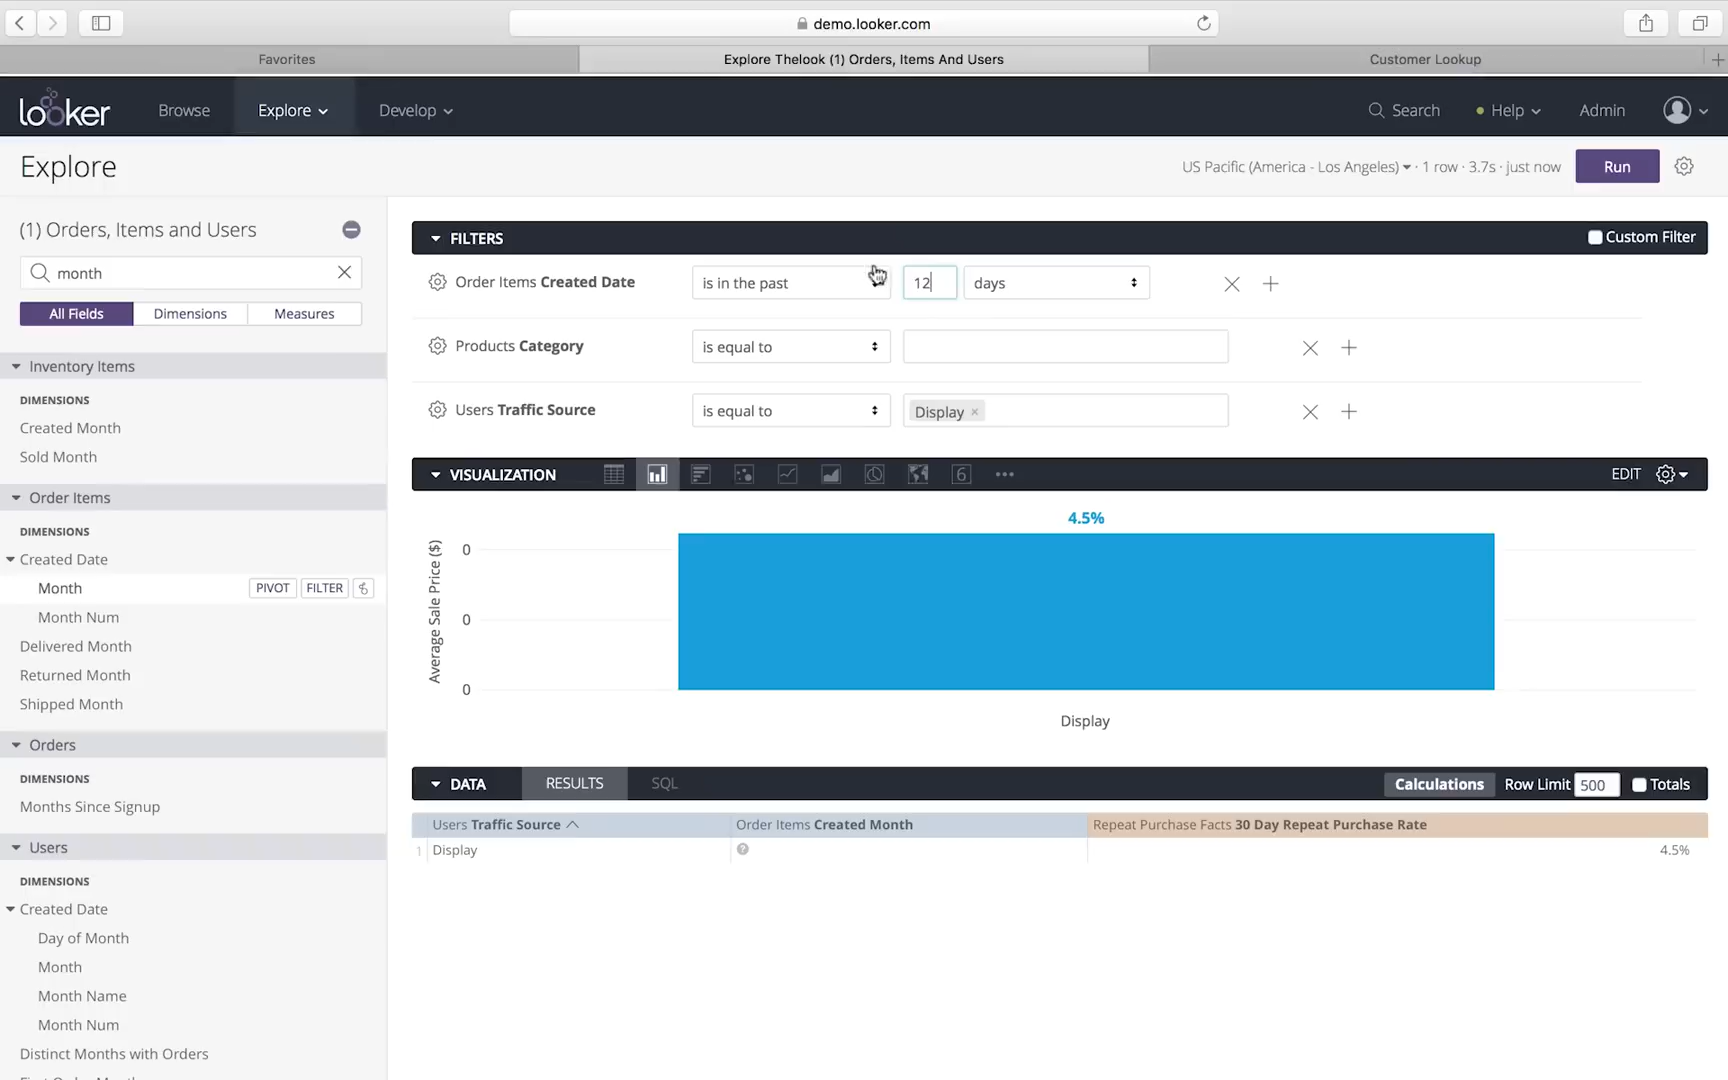 demo.looker.com
Favorites
Explore Thelook (1) Orders, Items And Users
Customer Lookup
looker
Browse
Explore
Develop
Search
Help
Admin
Explore
US Pacific (America - Los Angeles) · 1 row · 3.7s · just now
Run
(1) Orders, Items and Users
month
All Fields
Dimensions
Measures
Inventory Items
DIMENSIONS
Created Month
Sold Month
Order Items
DIMENSIONS
Created Date
Month
PIVOT
FILTER
Month Num
Delivered Month
Returned Month
Shipped Month
Orders
DIMENSIONS
Months Since Signup
Users
DIMENSIONS
Created Date
Day of Month
Month
Month Name
Month Num
Distinct Months with Orders
FILTERS
Custom Filter
Order Items Created Date
is in the past
12
days
Products Category
is equal to
Users Traffic Source
is equal to
Display ×
VISUALIZATION
6
EDIT
4.5%
Average Sale Price ($)
0
0
0
Display
DATA
RESULTS
SQL
Calculations
Row Limit 500
Totals
Users Traffic Source
Order Items Created Month
Repeat Purchase Facts 30 Day Repeat Purchase Rate
1
Display
?
4.5%